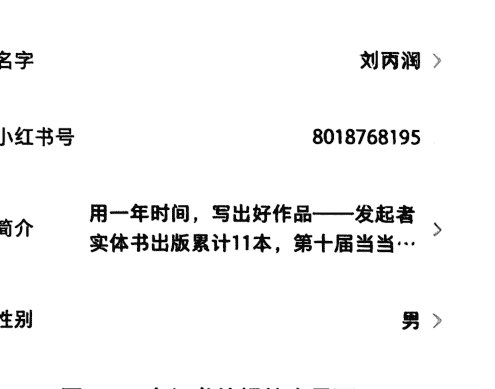 名字 刘丙润
小红书号 8018768195
简介 用一年时间，写出好作品——发起者
实体书出版累计11本，第十届当当…
性别 男